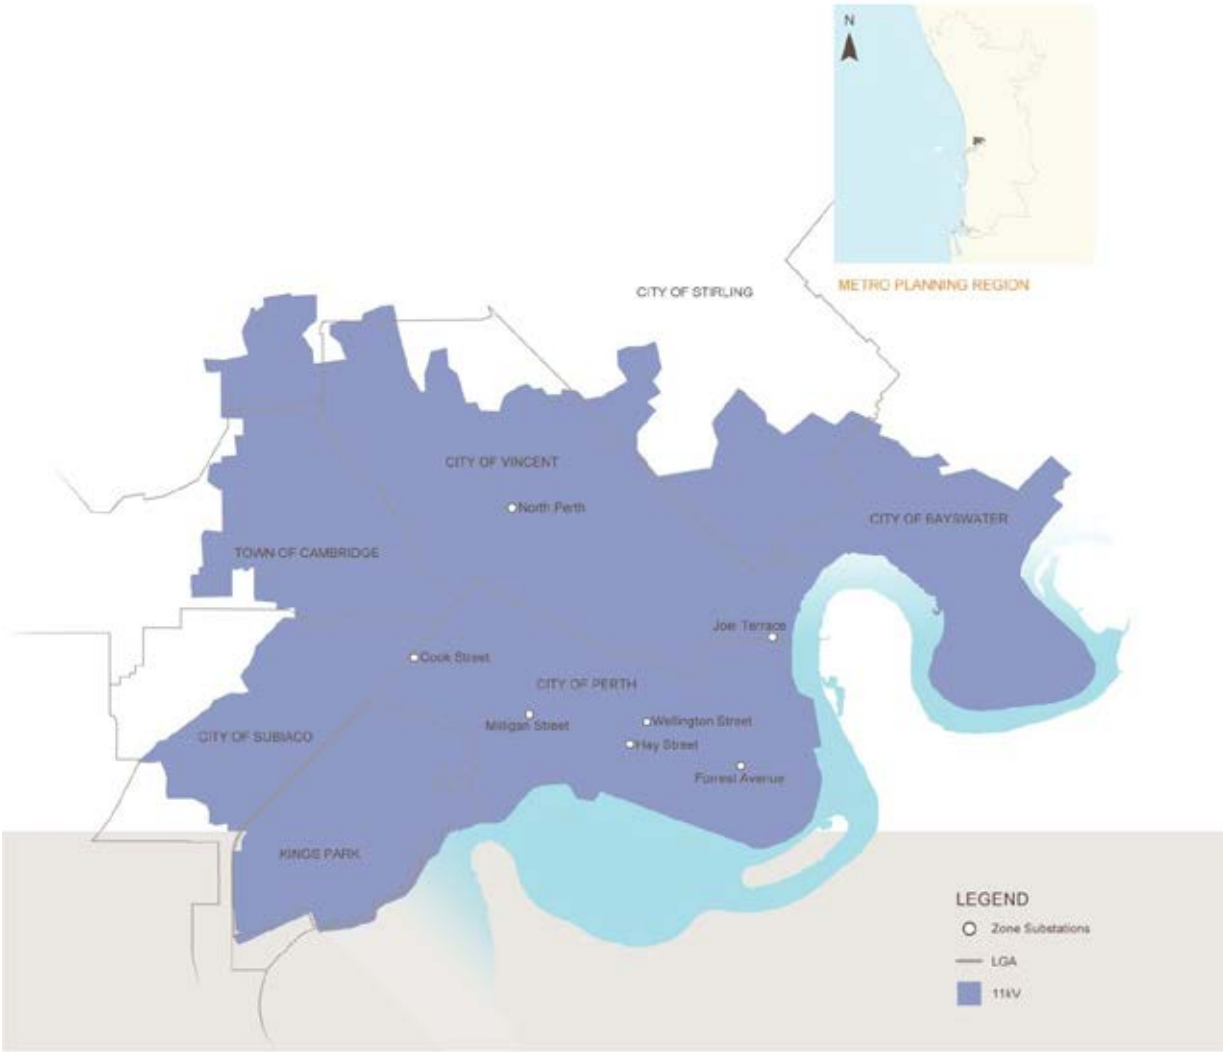 N
CITY OF STIRLING
METRO PLANNING REGION
CITY OF VINCENT
North Perth
CITY OF BAYSWATER
TOWN OF CAMBRIDGE
Joel Terrace
Cook Street
CITY OF PERTH
Milligan Street
Wellington Street
CITY OF SUBIACO
Hay Street
Forrest Avenue
KINGS PARK
LEGEND
Zone Substations
LGA
11kV